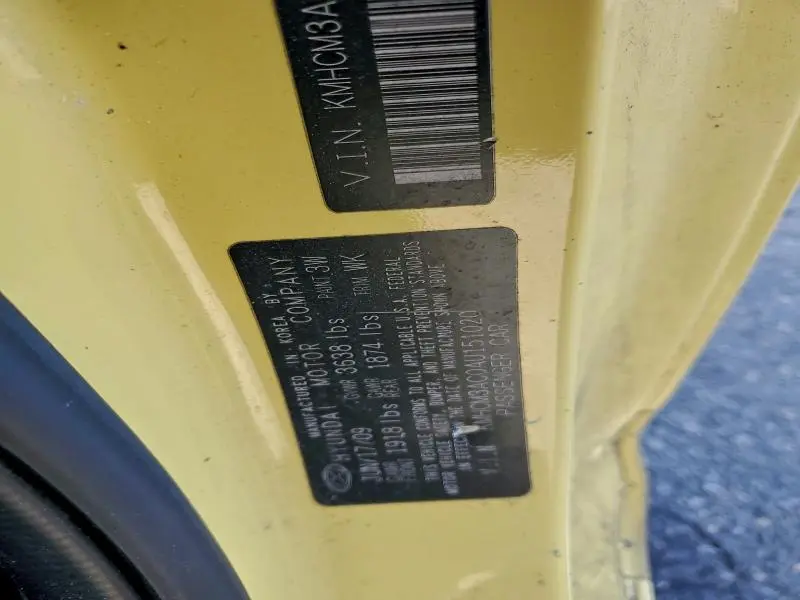 V.I.N. KMHCM3A
MANUFACTURED IN KOREA BY
HYUNDAI MOTOR COMPANY
JUN/17/09 GVWR 3638 lbs PAINT 3W
GAWR FRONT 1918 lbs GAWR REAR 1874 lbs TRIM WK
THIS VEHICLE CONFORMS TO ALL APPLICABLE U.S.A. FEDERAL
MOTOR VEHICLE SAFETY, BUMPER, AND THEFT PREVENTION STANDARDS
IN EFFECT ON THE DATE OF MANUFACTURE SHOWN ABOVE.
V.I.N. KMHCM3AC0AU151020
PASSENGER CAR